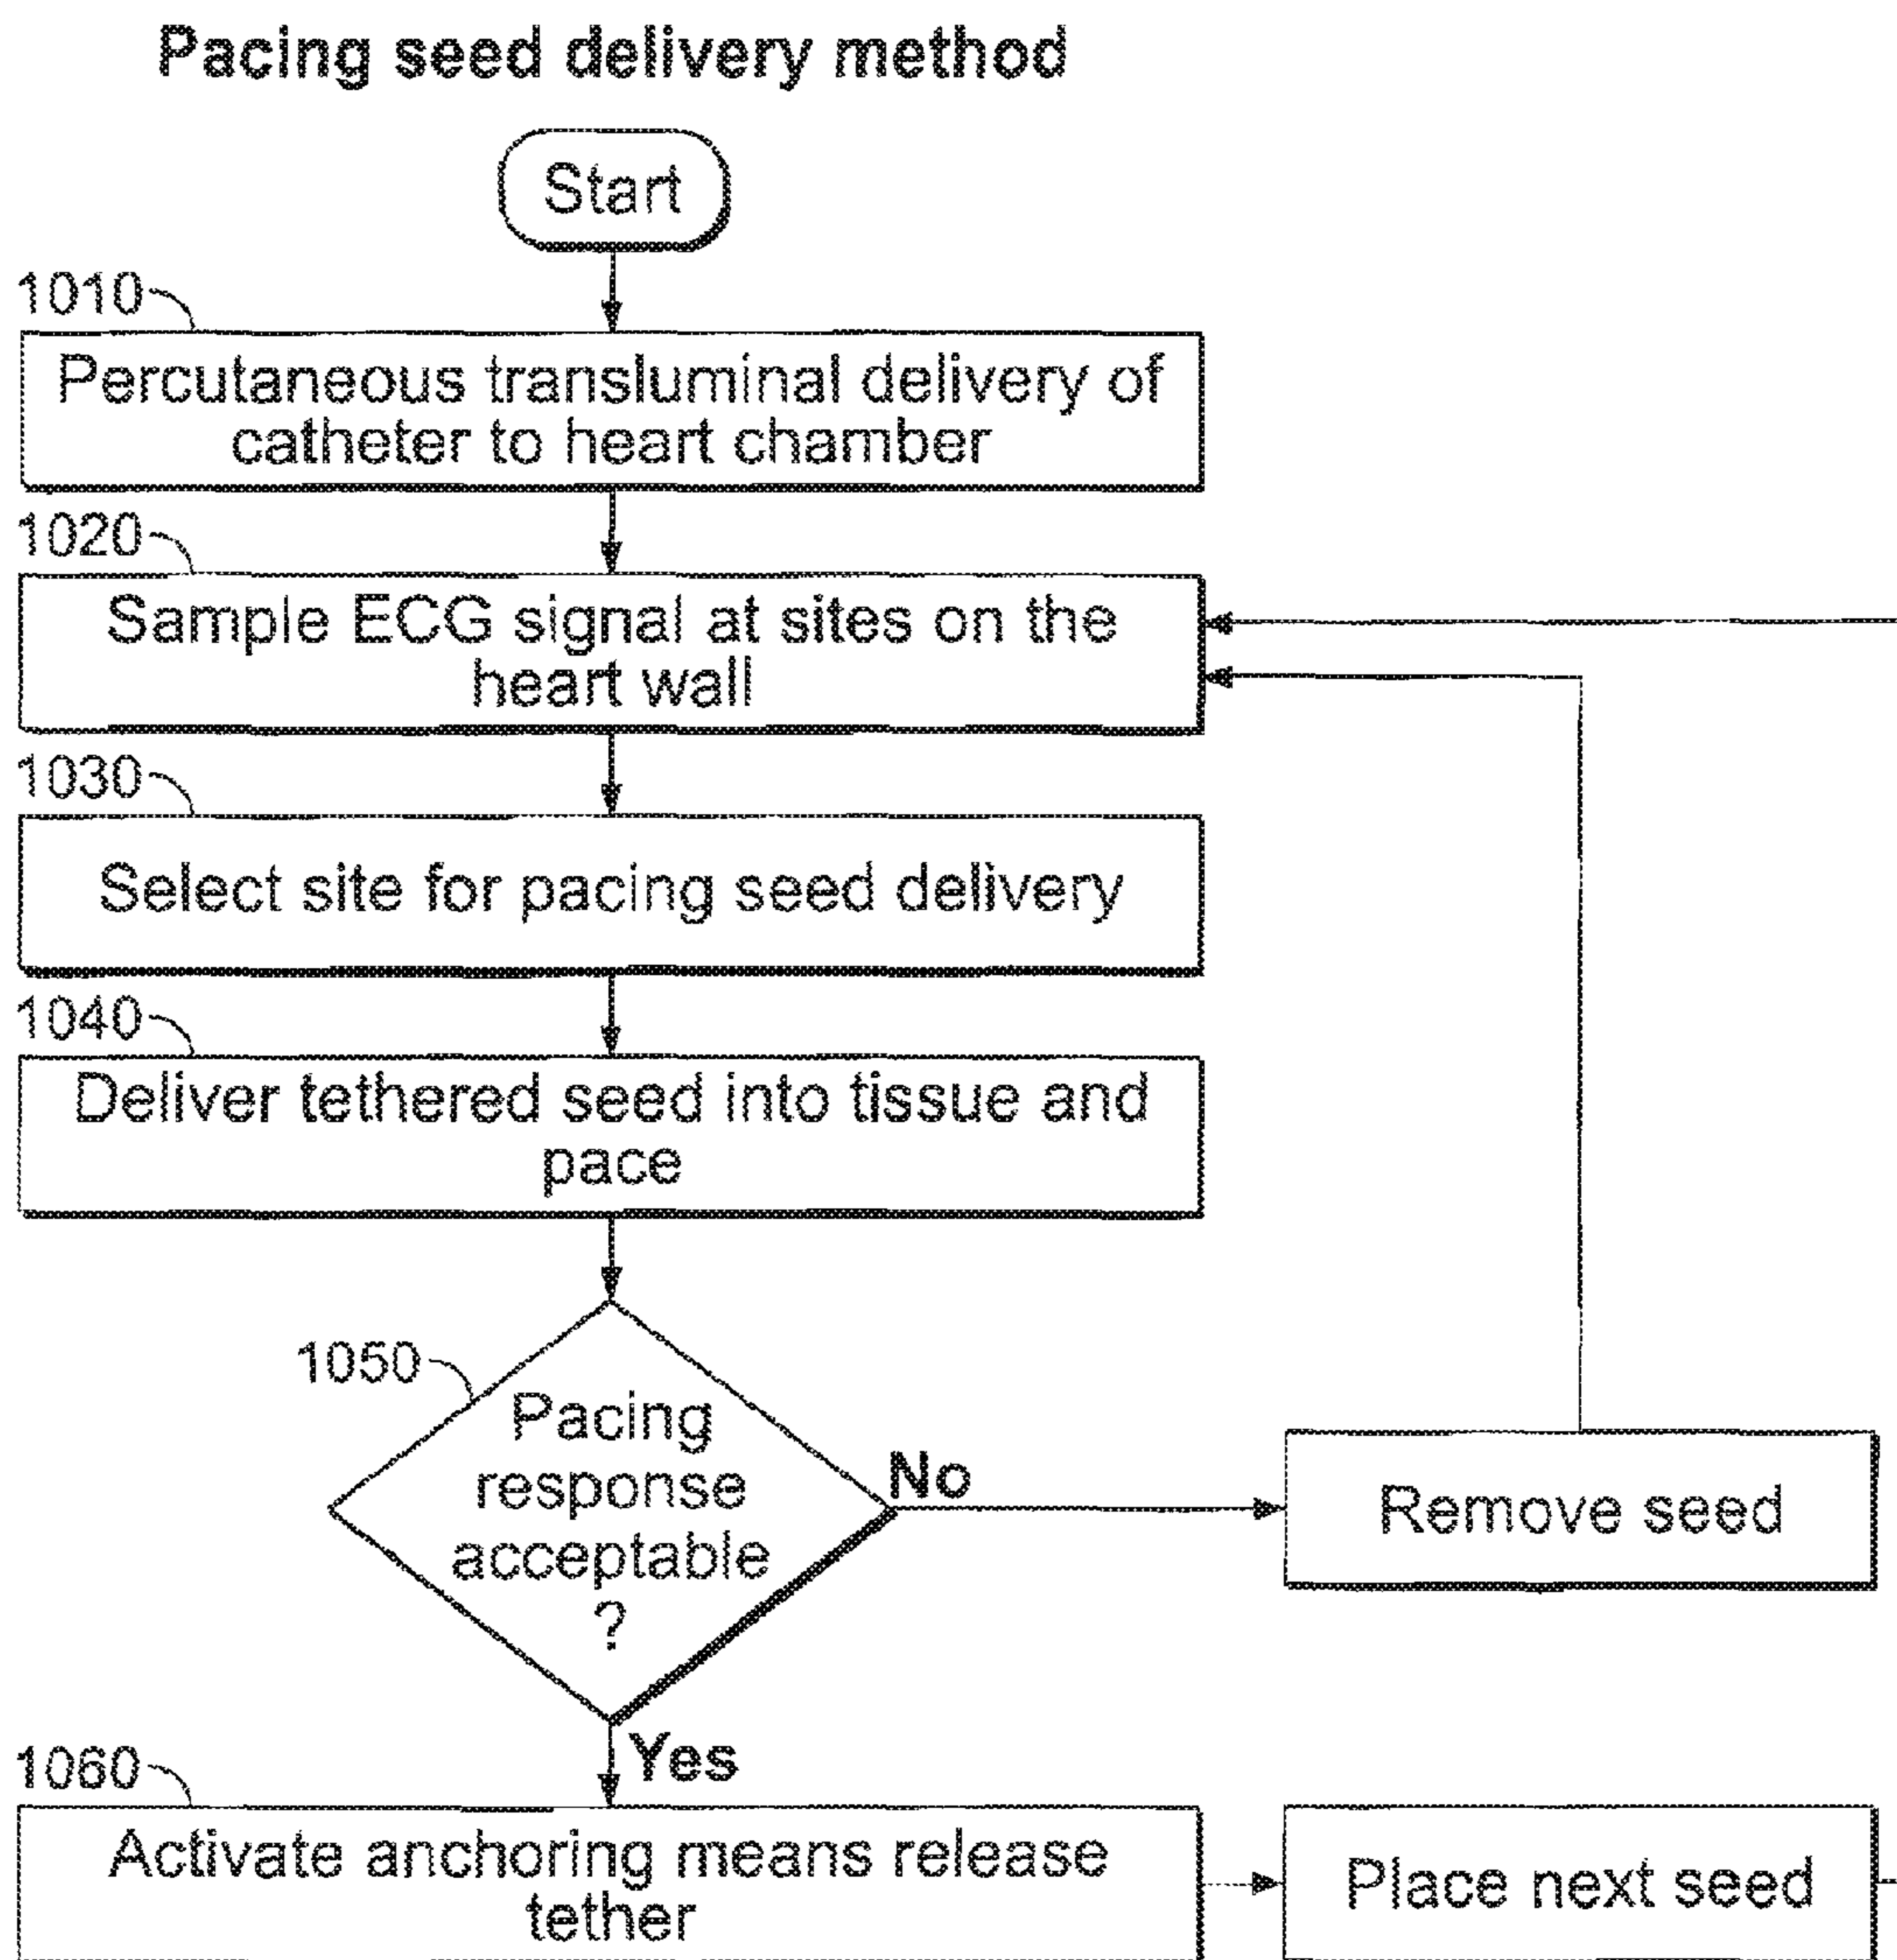 Pacing seed delivery method
Start
1010
Percutaneous transluminal delivery of
catheter to heart chamber
1020
Sample ECG signal at sites on the
heart wall
1030
Select site for pacing seed delivery
1040
Deliver tethered seed into tissue and
pace
1050
Pacing
response
acceptable
?
No
Remove seed
Yes
1060
Activate anchoring means release
tether
Place next seed